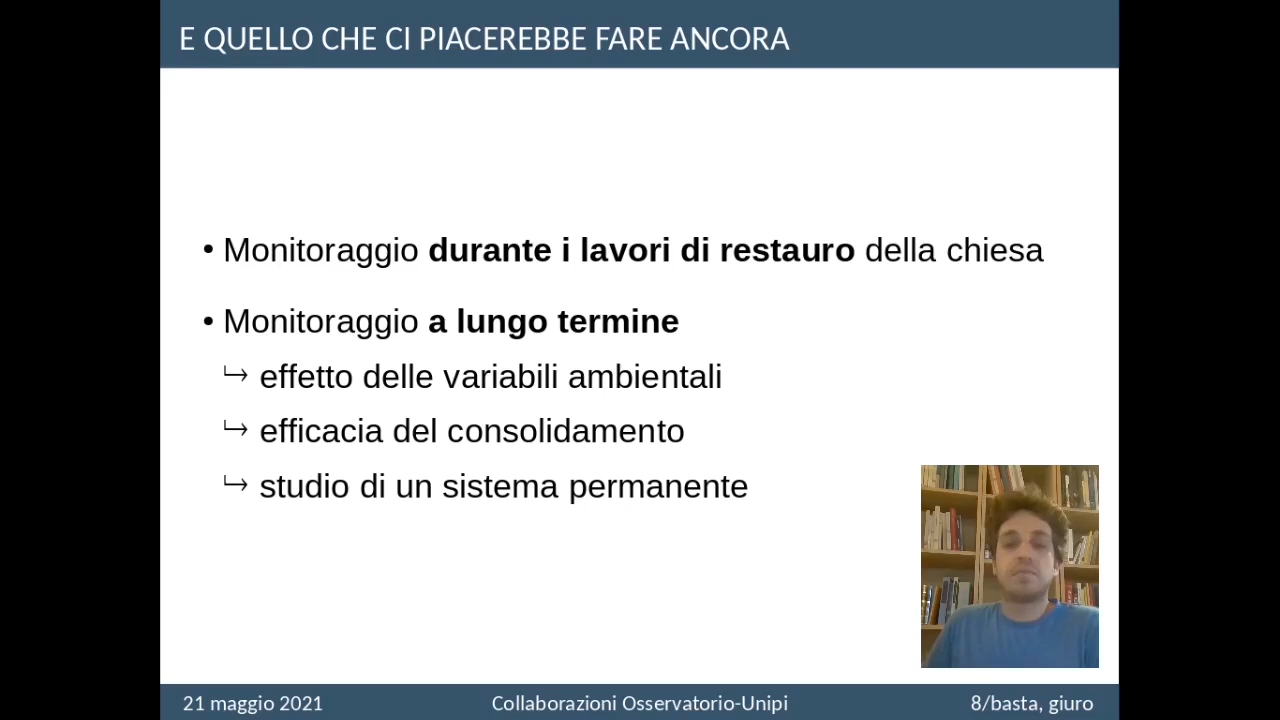 E QUELLO CHE CI PIACEREBBE FARE ANCORA
• Monitoraggio durante i lavori di restauro della chiesa
• Monitoraggio a lungo termine
↪ effetto delle variabili ambientali
↪ efficacia del consolidamento
↪ studio di un sistema permanente
21 maggio 2021
Collaborazioni Osservatorio-Unipi
8/basta, giuro